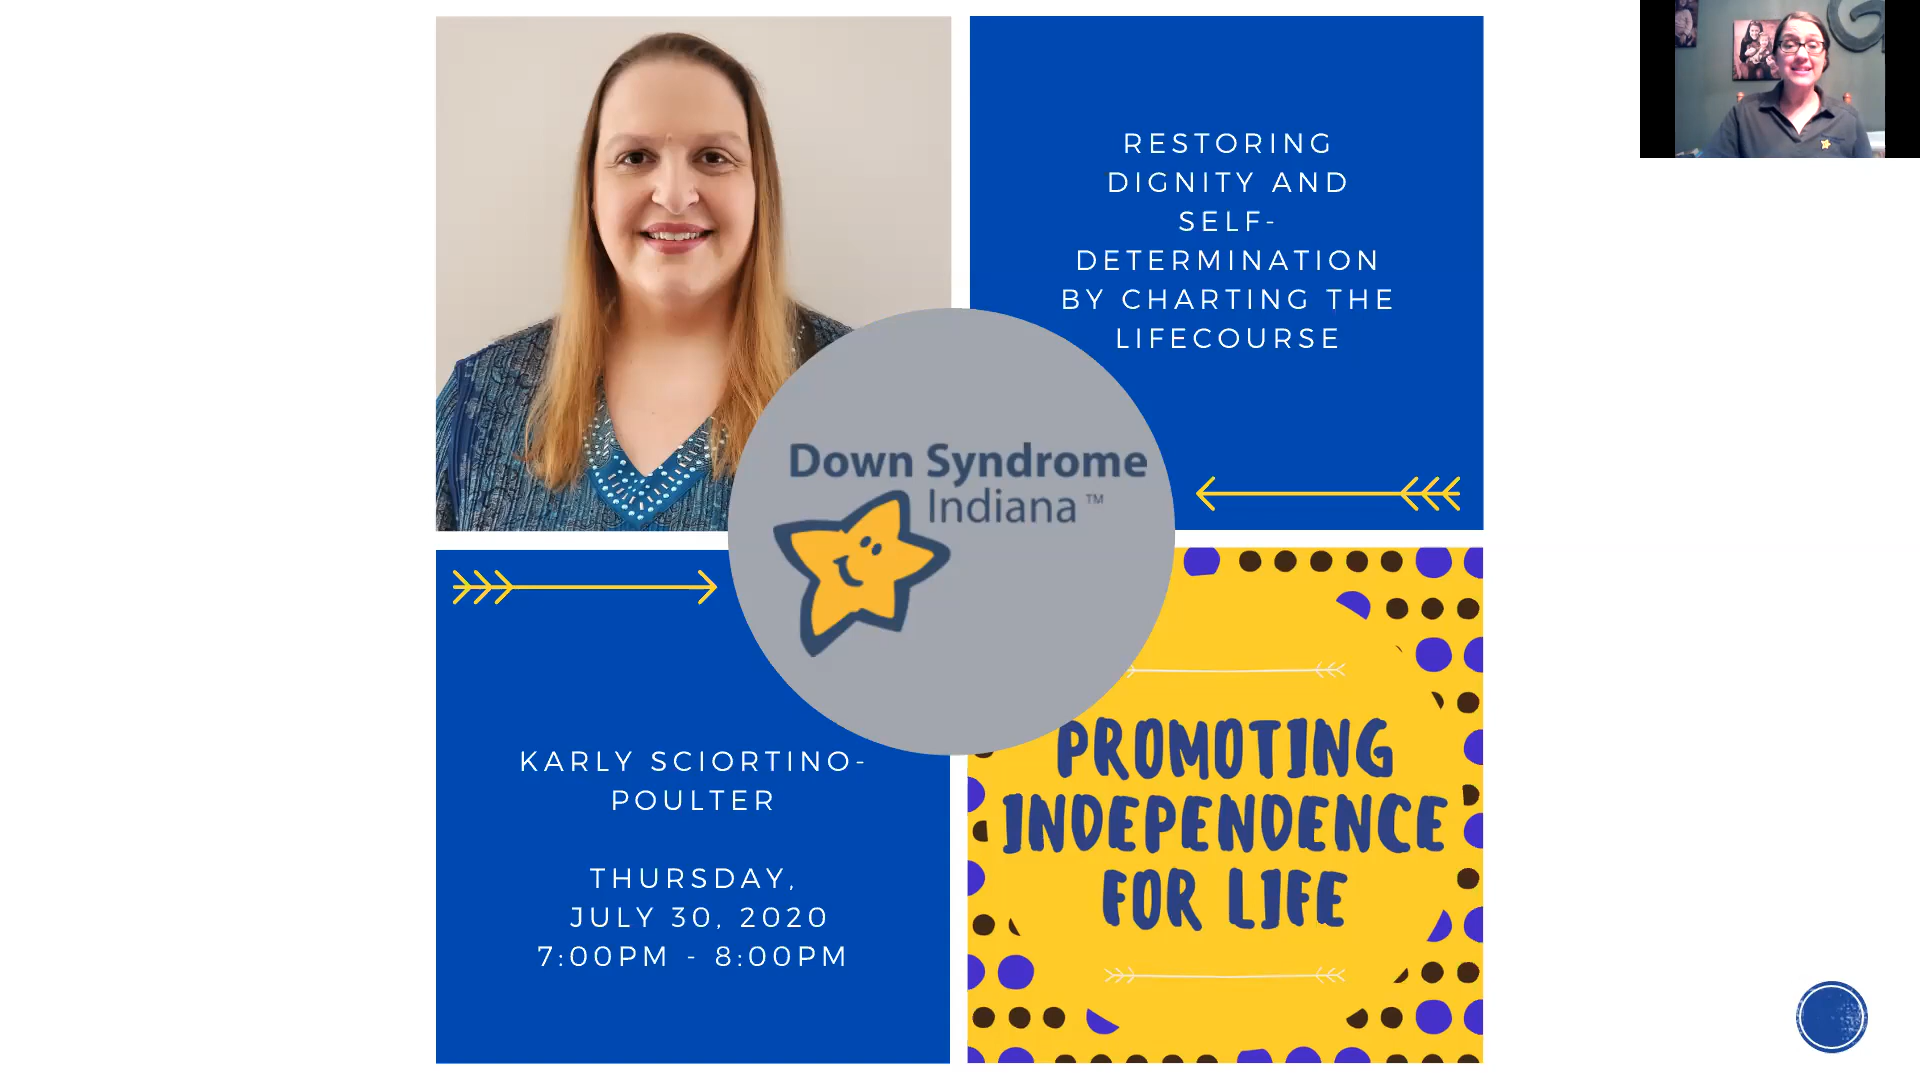 RESTORING
DIGNITY AND
SELF-
DETERMINATION
BY CHARTING THE
LIFECOURSE
Down Syndrome
Indiana™
KARLY SCIORTINO-
POULTER
THURSDAY,
JULY 30, 2020
7:00PM - 8:00PM
PROMOTING
INDEPENDENCE
FOR LIFE
G